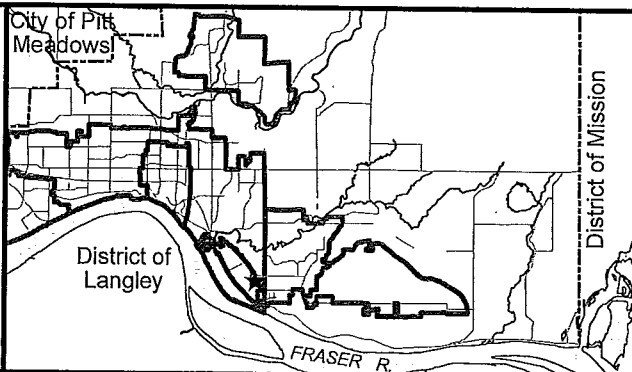 City of Pitt
Meadows
District of Mission
District of
Langley
FRASER R.